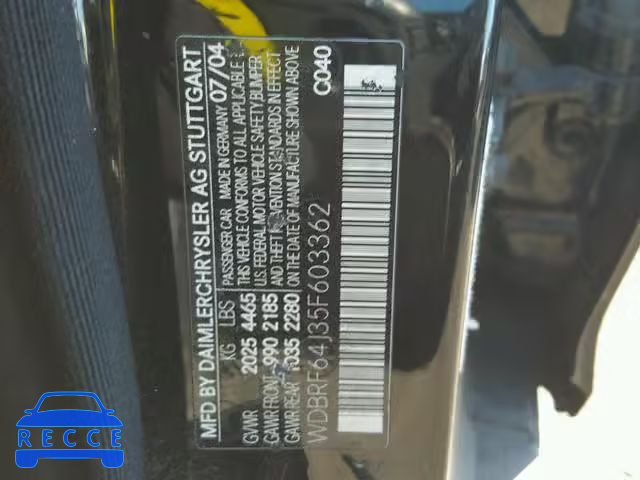 MFD BY DAIMLERCHRYSLER AG STUTTGART
KG LBS PASSENGER CAR MADE IN GERMANY 07/04
GVWR 2025 4465 THIS VEHICLE CONFORMS TO ALL APPLICABLE
GAWR FRONT 990 2185 U.S. FEDERAL MOTOR VEHICLE SAFETY, BUMPER
AND THEFT PREVENTION STANDARDS IN EFFECT
GAWR REAR 1035 2280 ON THE DATE OF MANUFACTURE SHOWN ABOVE
WDBRF64J35F603362 C040
RECCE